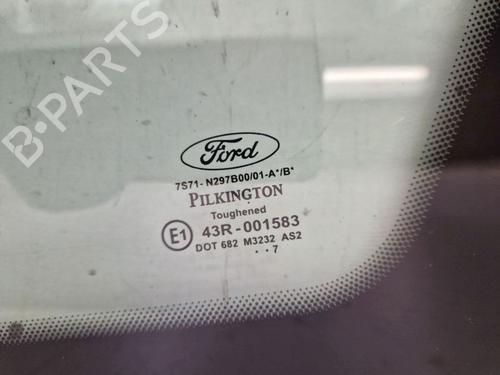 B-PARTS
Ford
7S71- N297B00/01-A*/B*
PILKINGTON
Toughened
E1 43R-001583
DOT 682 M3232 AS2
. . 7